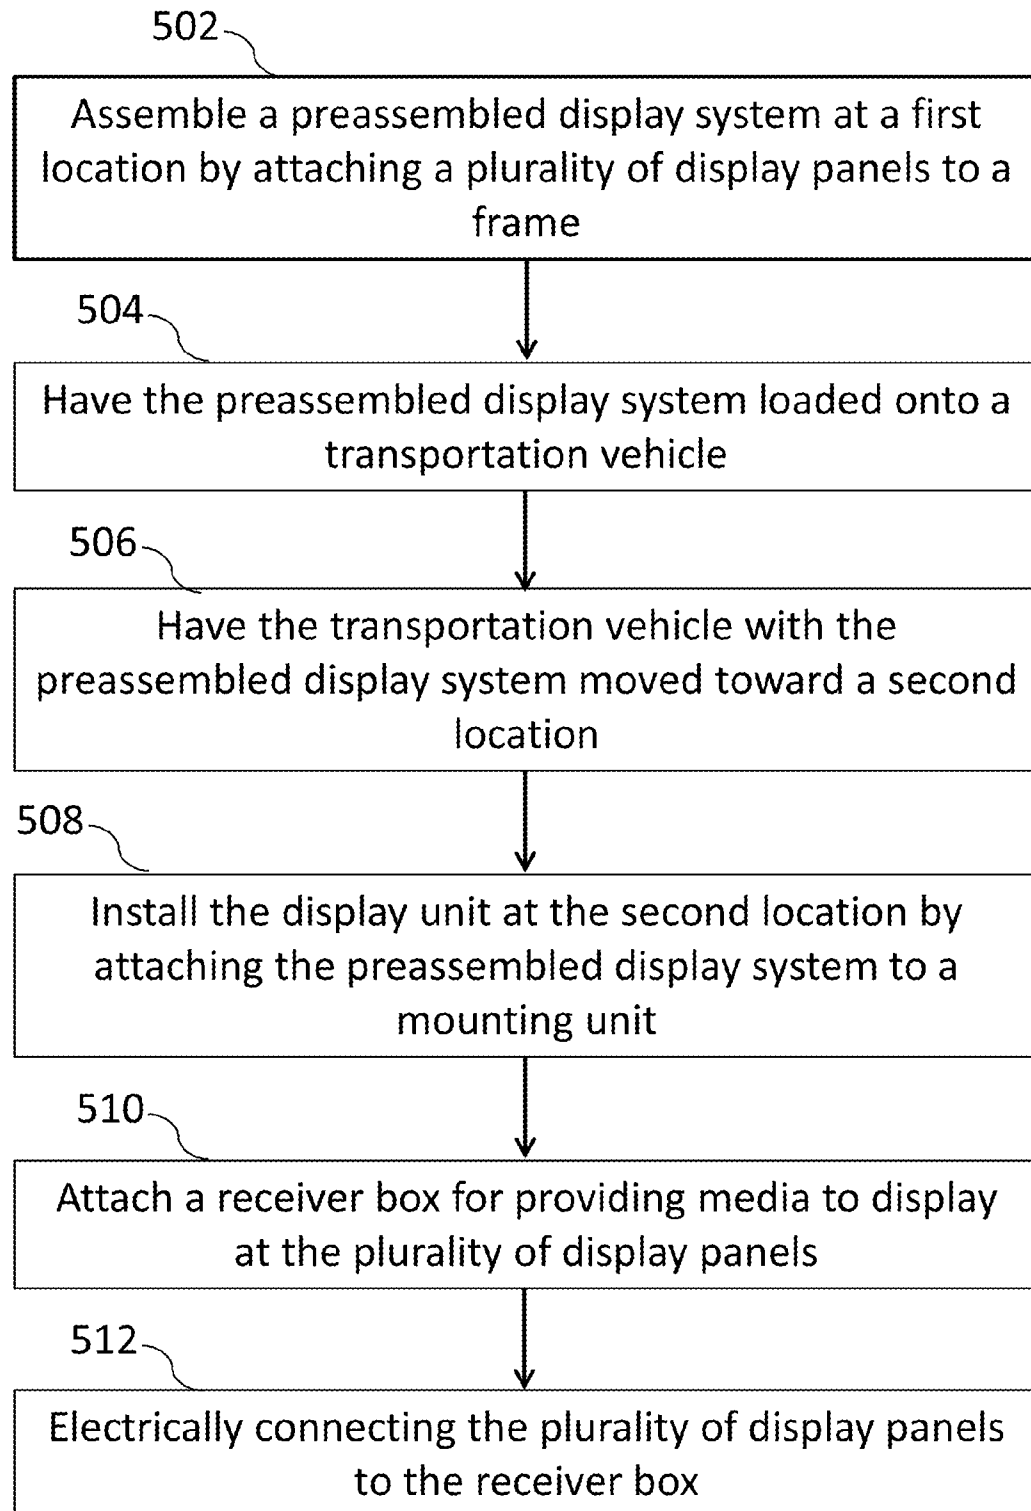 502
Assemble a preassembled display system at a first
location by attaching a plurality of display panels to a
frame
504
Have the preassembled display system loaded onto a
transportation vehicle
506
Have the transportation vehicle with the
preassembled display system moved toward a second
location
508
Install the display unit at the second location by
attaching the preassembled display system to a
mounting unit
510
Attach a receiver box for providing media to display
at the plurality of display panels
512
Electrically connecting the plurality of display panels
to the receiver box